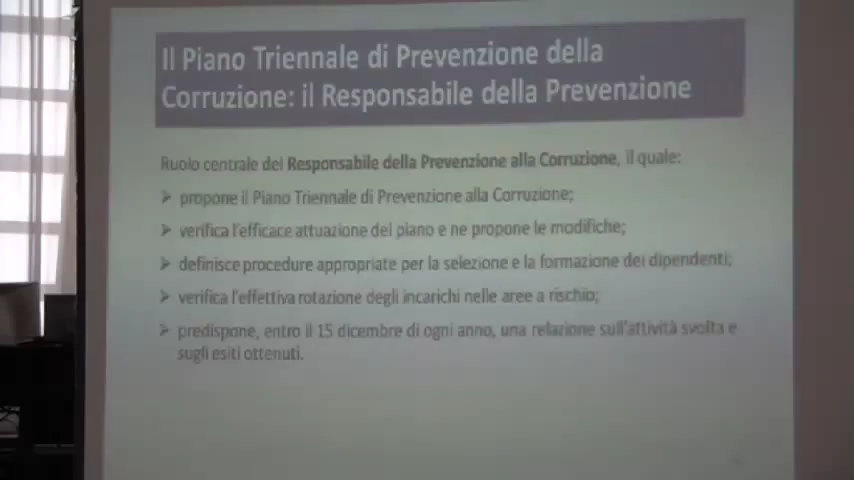 Il Piano Triennale di Prevenzione della
Corruzione: il Responsabile della Prevenzione
Ruolo centrale del Responsabile della Prevenzione alla Corruzione, il quale:
➢ propone il Piano Triennale di Prevenzione alla Corruzione;
➢ verifica l'efficace attuazione del piano e ne propone le modifiche;
➢ definisce procedure appropriate per la selezione e la formazione dei dipendenti;
➢ verifica l'effettiva rotazione degli incarichi nelle aree a rischio;
➢ predispone, entro il 15 dicembre di ogni anno, una relazione sull'attività svolta e
sugli esiti ottenuti.